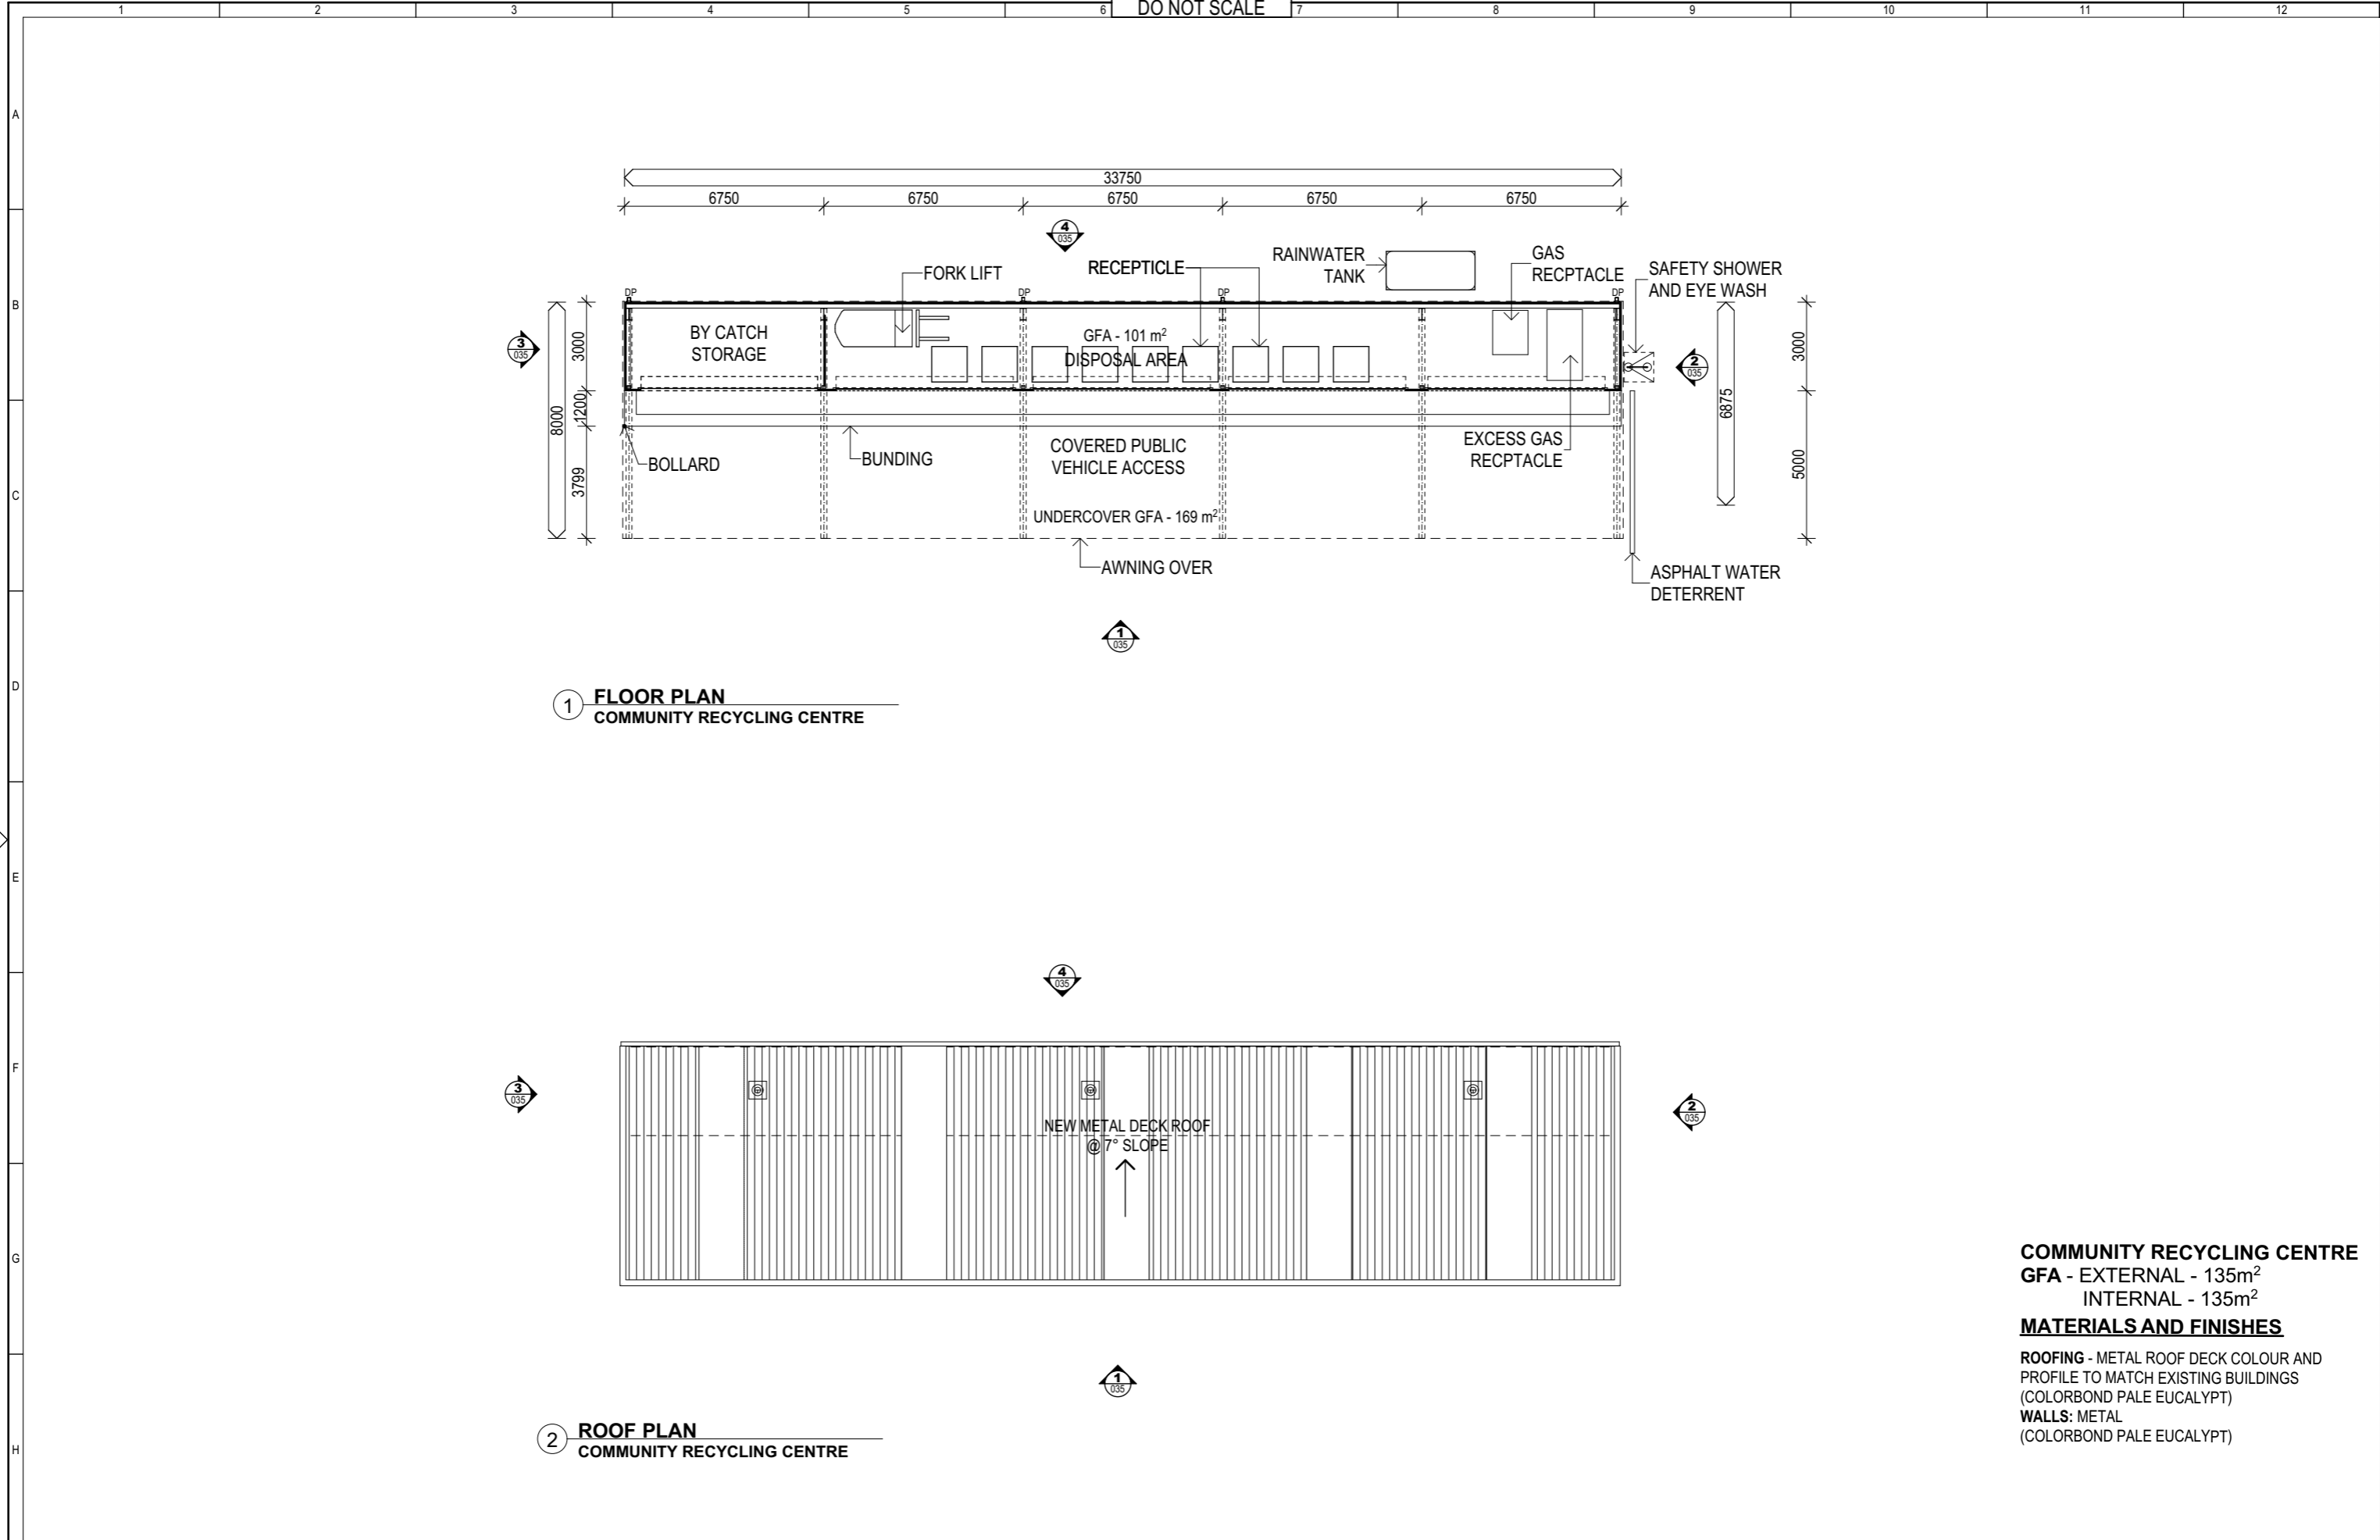 DO NOT SCALE
1 2 3 4 5 6 7 8 9 10 11 12
A
B
C
D
E
F
G
H
33750
6750 6750 6750 6750 6750
4
035
FORK LIFT
RECEPTICLE
RAINWATER
TANK
GAS
RECPTACLE
SAFETY SHOWER
AND EYE WASH
DP DP DP DP
BY CATCH
STORAGE
GFA - 101 m²
DISPOSAL AREA
3
035
2
035
8000
3000
1200
3799
3000
6875
5000
BOLLARD
BUNDING
COVERED PUBLIC
VEHICLE ACCESS
EXCESS GAS
RECPTACLE
UNDERCOVER GFA - 169 m²
AWNING OVER
ASPHALT WATER
DETERRENT
1
035
1 FLOOR PLAN
COMMUNITY RECYCLING CENTRE
4
035
3
035
2
035
NEW METAL DECK ROOF
@ 7° SLOPE
1
035
2 ROOF PLAN
COMMUNITY RECYCLING CENTRE
COMMUNITY RECYCLING CENTRE
GFA - EXTERNAL - 135m²
INTERNAL - 135m²
MATERIALS AND FINISHES
ROOFING - METAL ROOF DECK COLOUR AND
PROFILE TO MATCH EXISTING BUILDINGS
(COLORBOND PALE EUCALYPT)
WALLS: METAL
(COLORBOND PALE EUCALYPT)